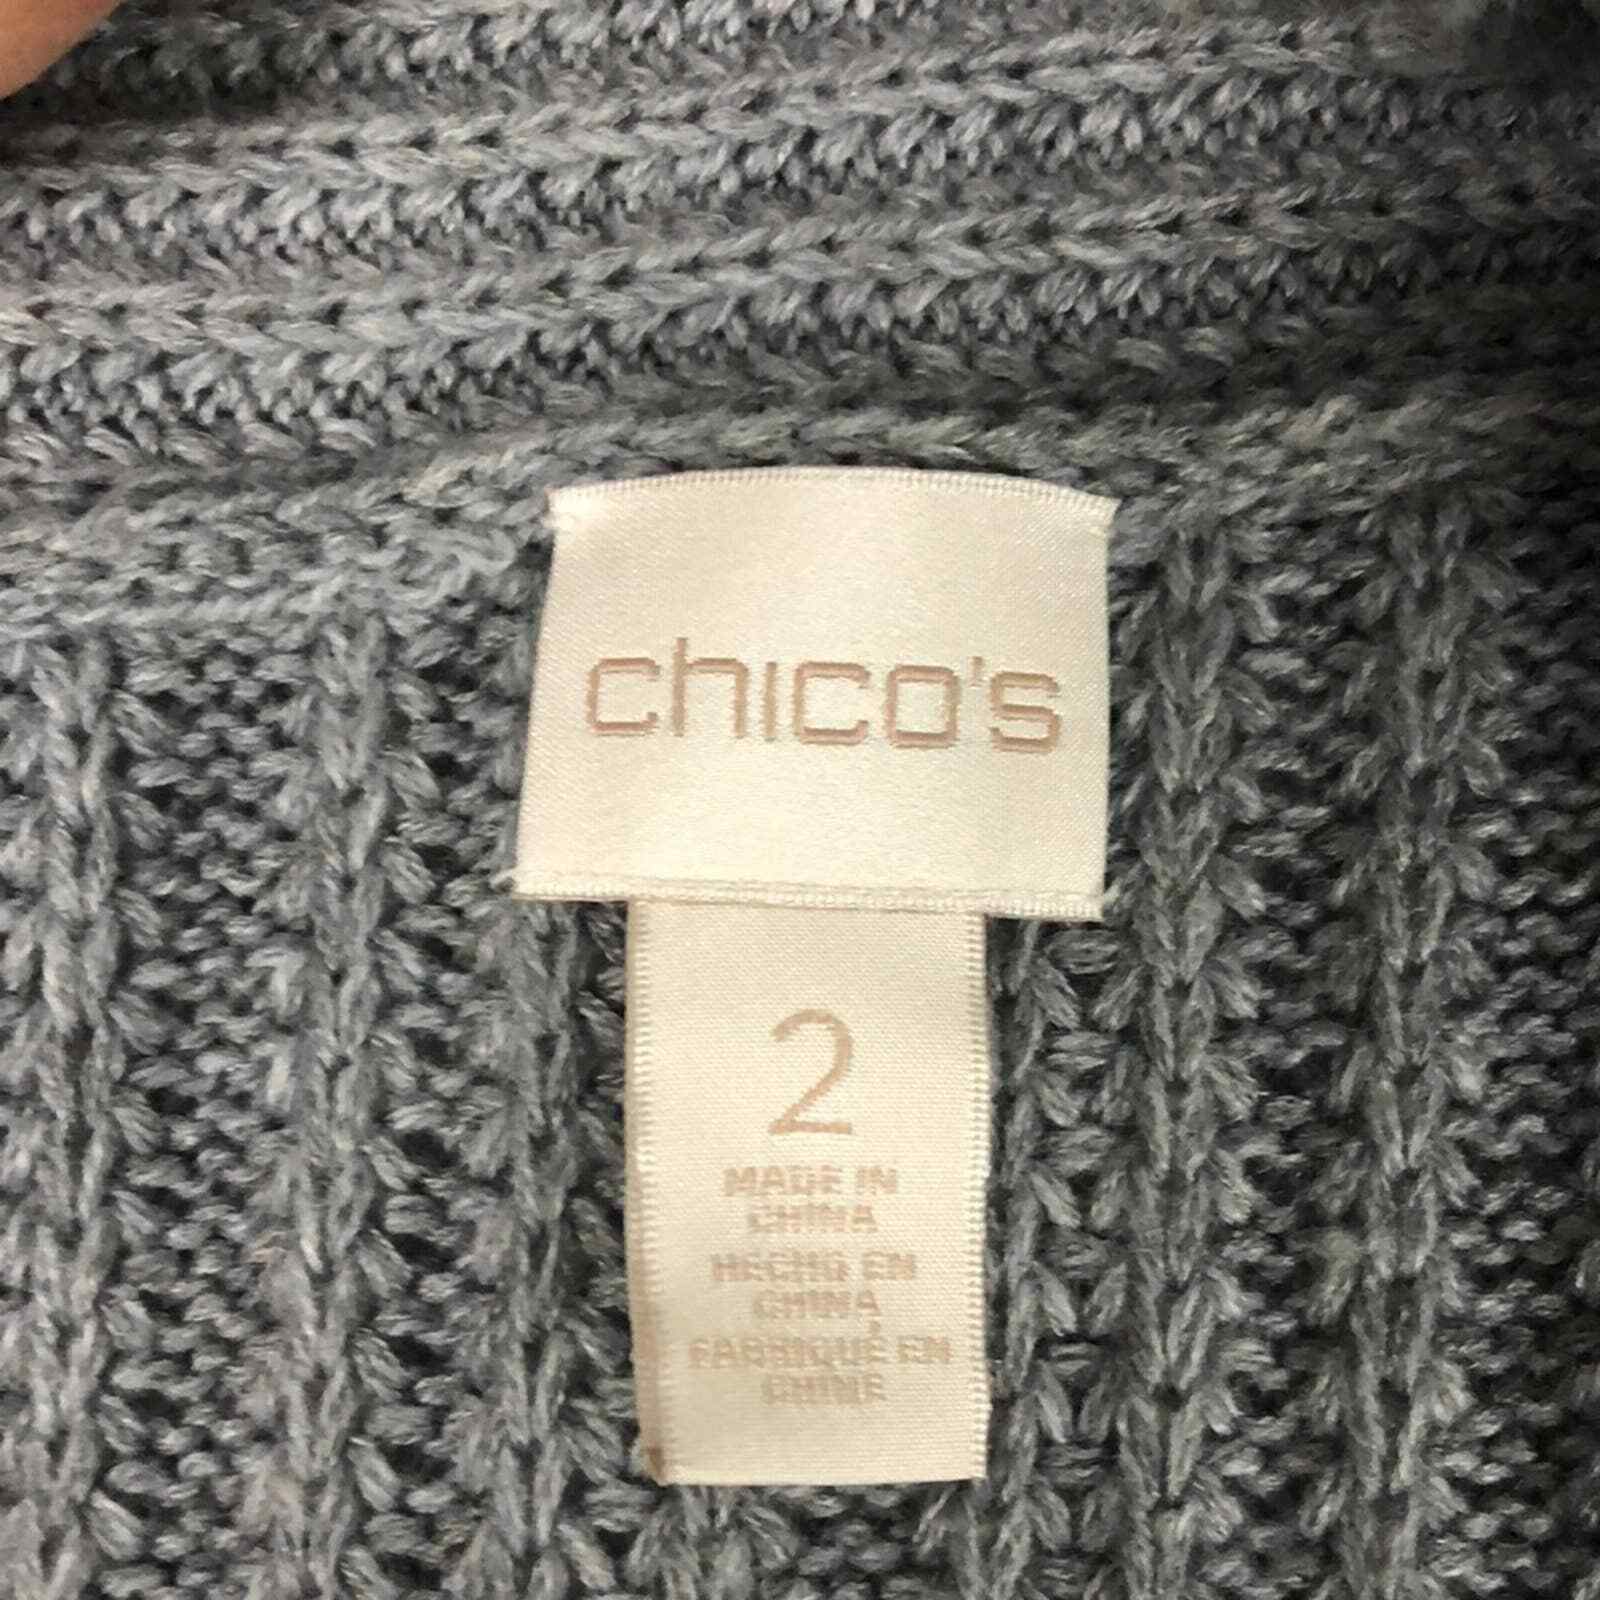 chico's
2
MADE IN
CHINA
HECHO EN
CHINA
FABRIQUÉ EN
CHINE